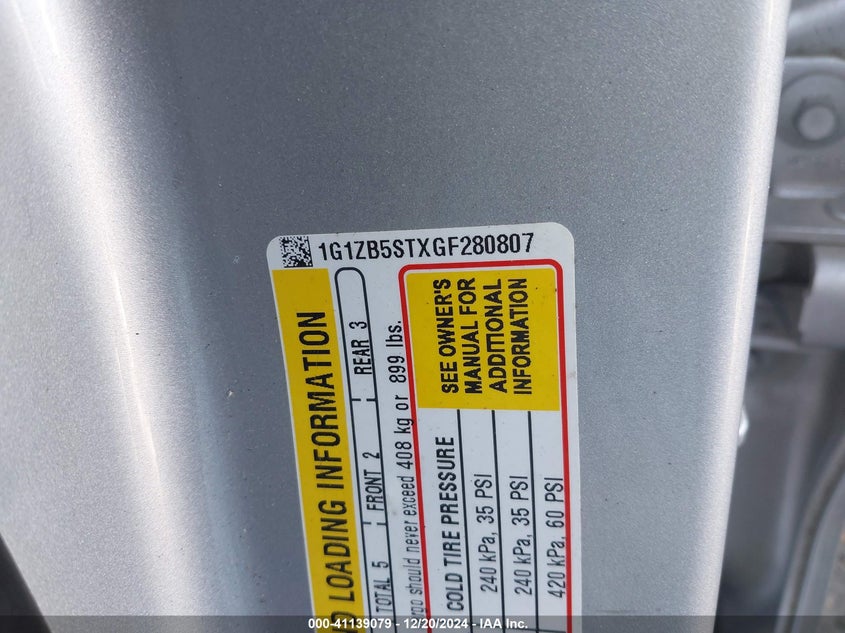 1G1ZB5STXGF280807
LOADING INFORMATION
TOTAL 5 FRONT 2 REAR 3
should never exceed 408 kg or 899 lbs.
COLD TIRE PRESSURE
240 kPa, 35 PSI
240 kPa, 35 PSI
420 kPa, 60 PSI
SEE OWNER'S
MANUAL FOR
ADDITIONAL
INFORMATION
000-41139079 — 12/20/2024 — IAA Inc.